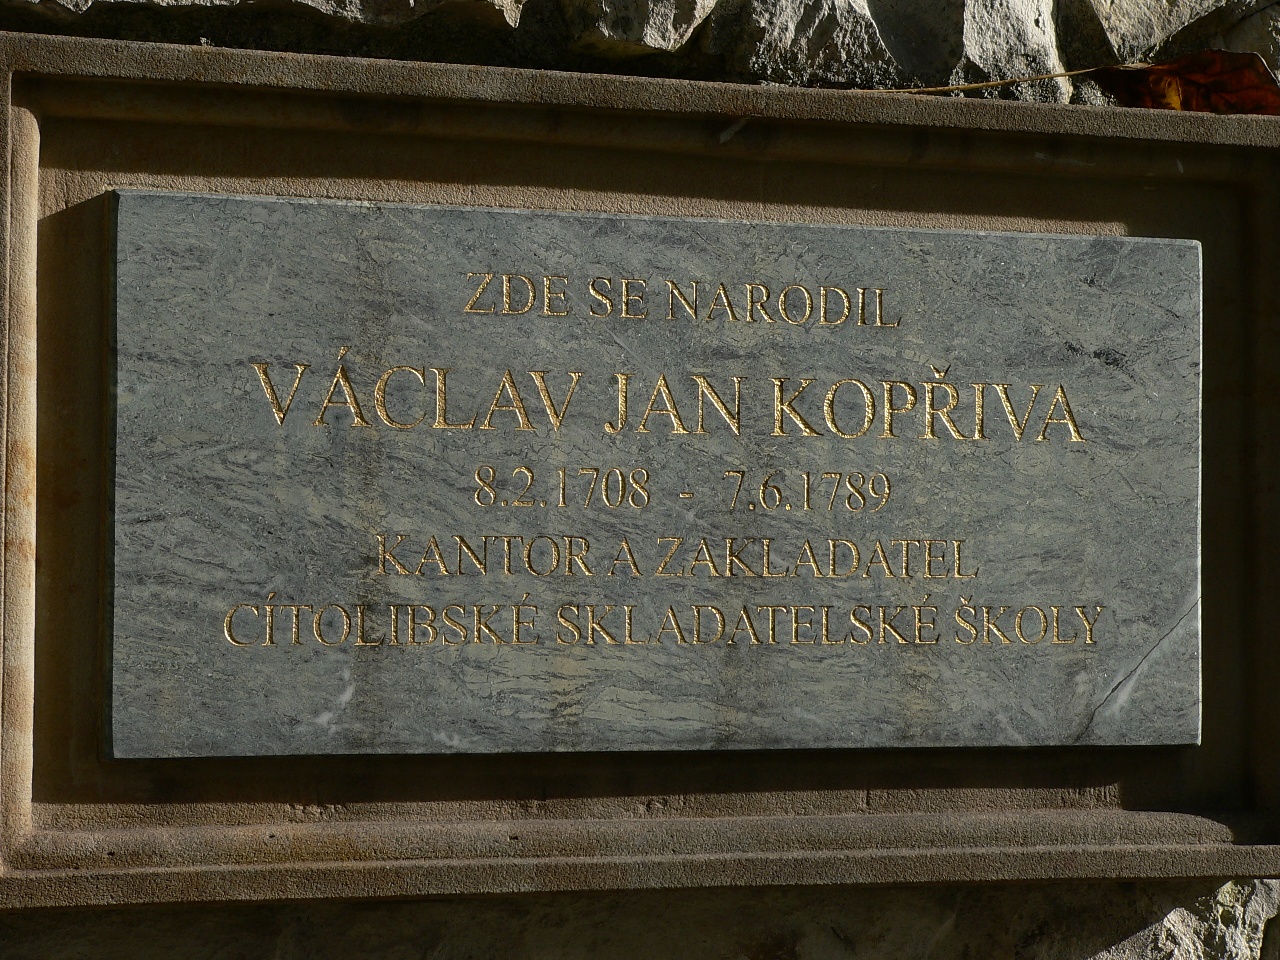 ZDE SE NARODIL
VÁCLAV JAN KOPŘIVA
8.2.1708 - 7.6.1789
KANTOR A ZAKLADATEL
CÍTOLIBSKÉ SKLADATELSKÉ ŠKOLY